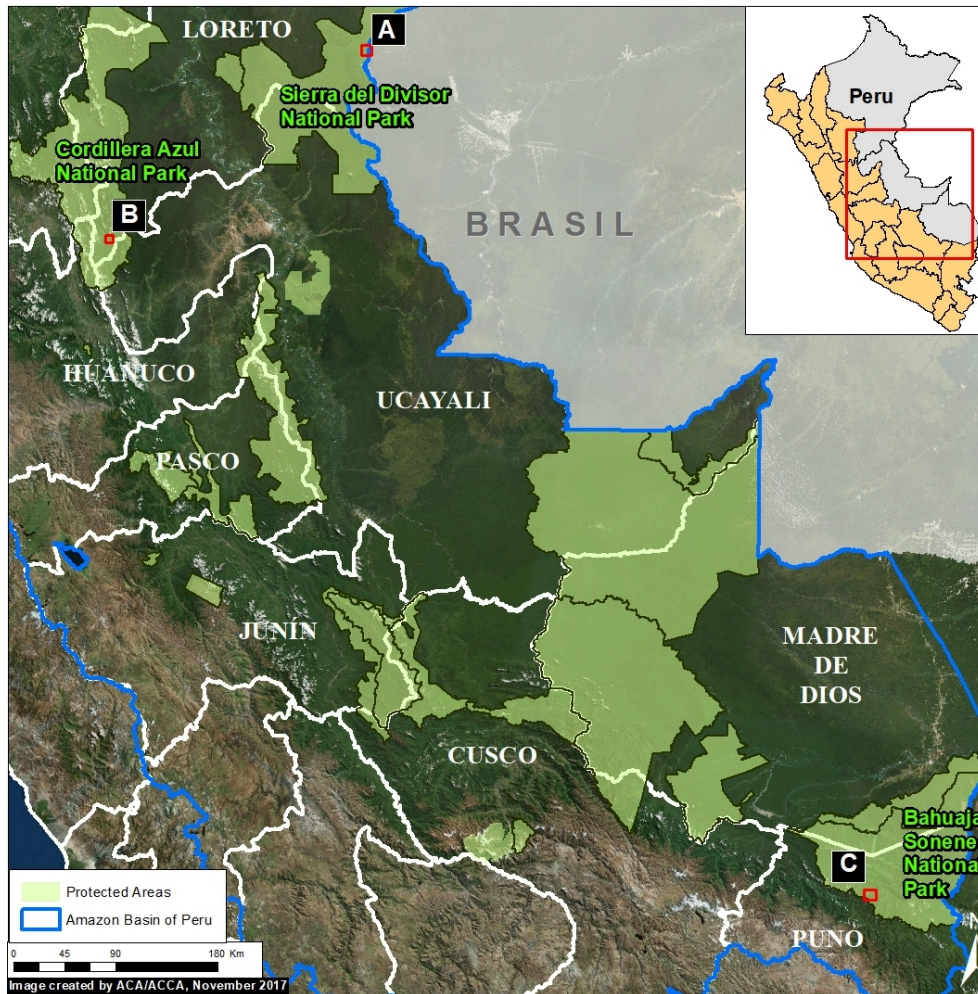 LORETO
A
Sierra del Divisor
National Park
Peru
Cordillera Azul
National Park
B
BRASIL
HUANUCO
UCAYALI
PASCO
JUNÍN
MADRE
DE
DIOS
CUSCO
Bahuaja
Sonene
National
Park
C
PUNO
N
Protected Areas
Amazon Basin of Peru
0 45 90 180 Km
Image created by ACA/ACCA, November 2017